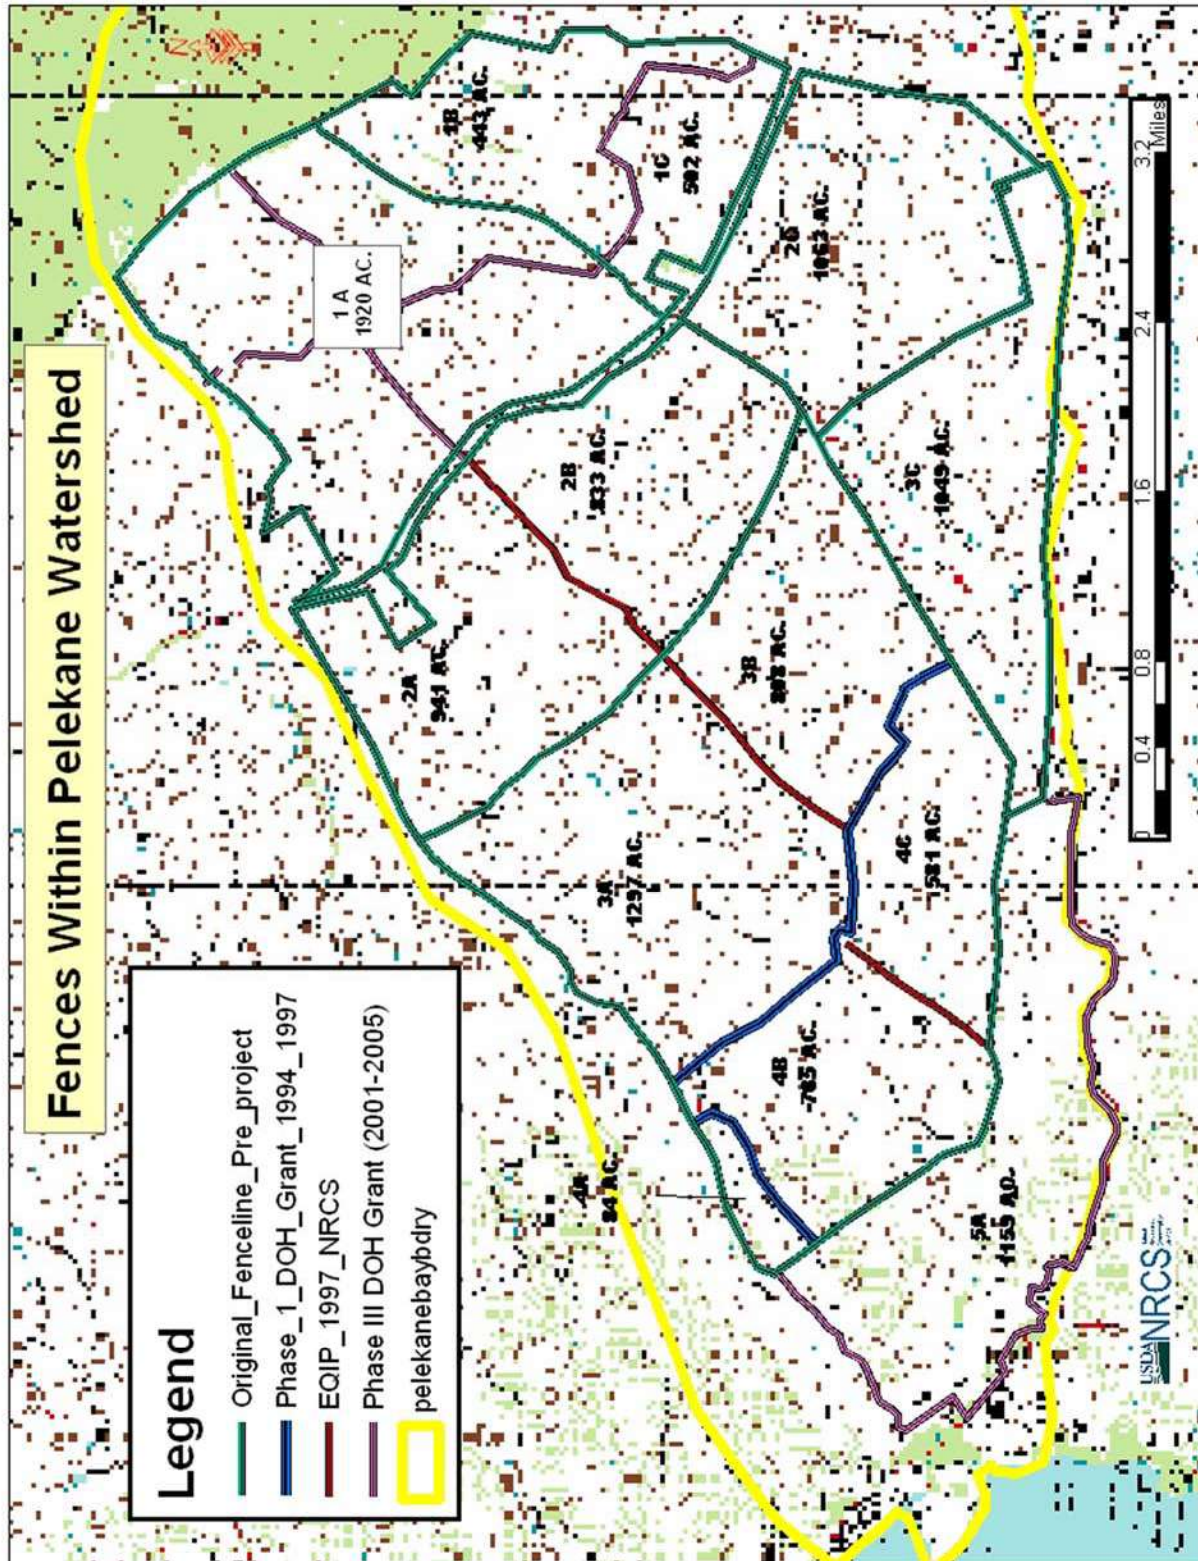 Fences Within Pelekane Watershed
Legend
Original_Fenceline_Pre_project
Phase_1_DOH_Grant_1994_1997
EQIP_1997_NRCS
Phase III DOH Grant (2001-2005)
pelekanebaybdry
N
1 A
1920 AC.
1B
443 AC.
1C
502 AC.
2A
941 AC.
2B
833 AC.
1063 AC.
3A
1297 AC.
3B
3C
1049 AC.
4A
84 AC.
4B
765 AC.
4C
1581 AC.
5A
1159 AC.
0
0.4
0.8
1.6
2.4
3.2
Miles
USDA NRCS